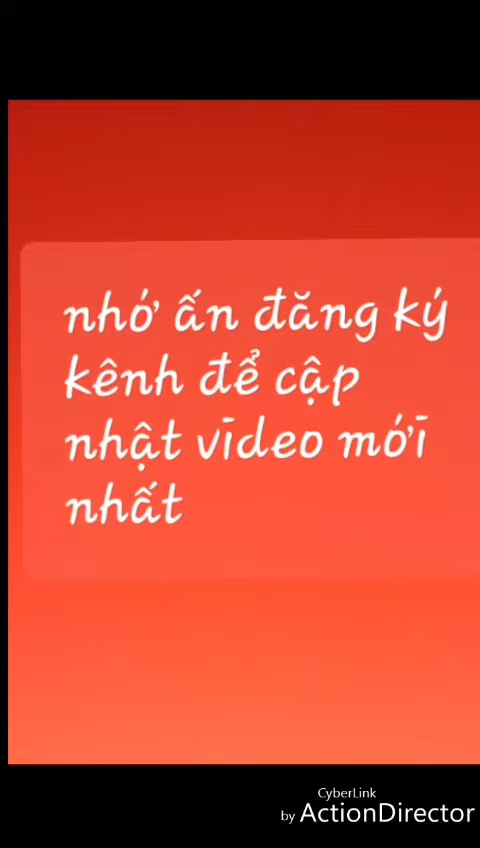 nhớ ấn đăng ký
kênh để cập
nhật video mới
nhất
CyberLink
by ActionDirector